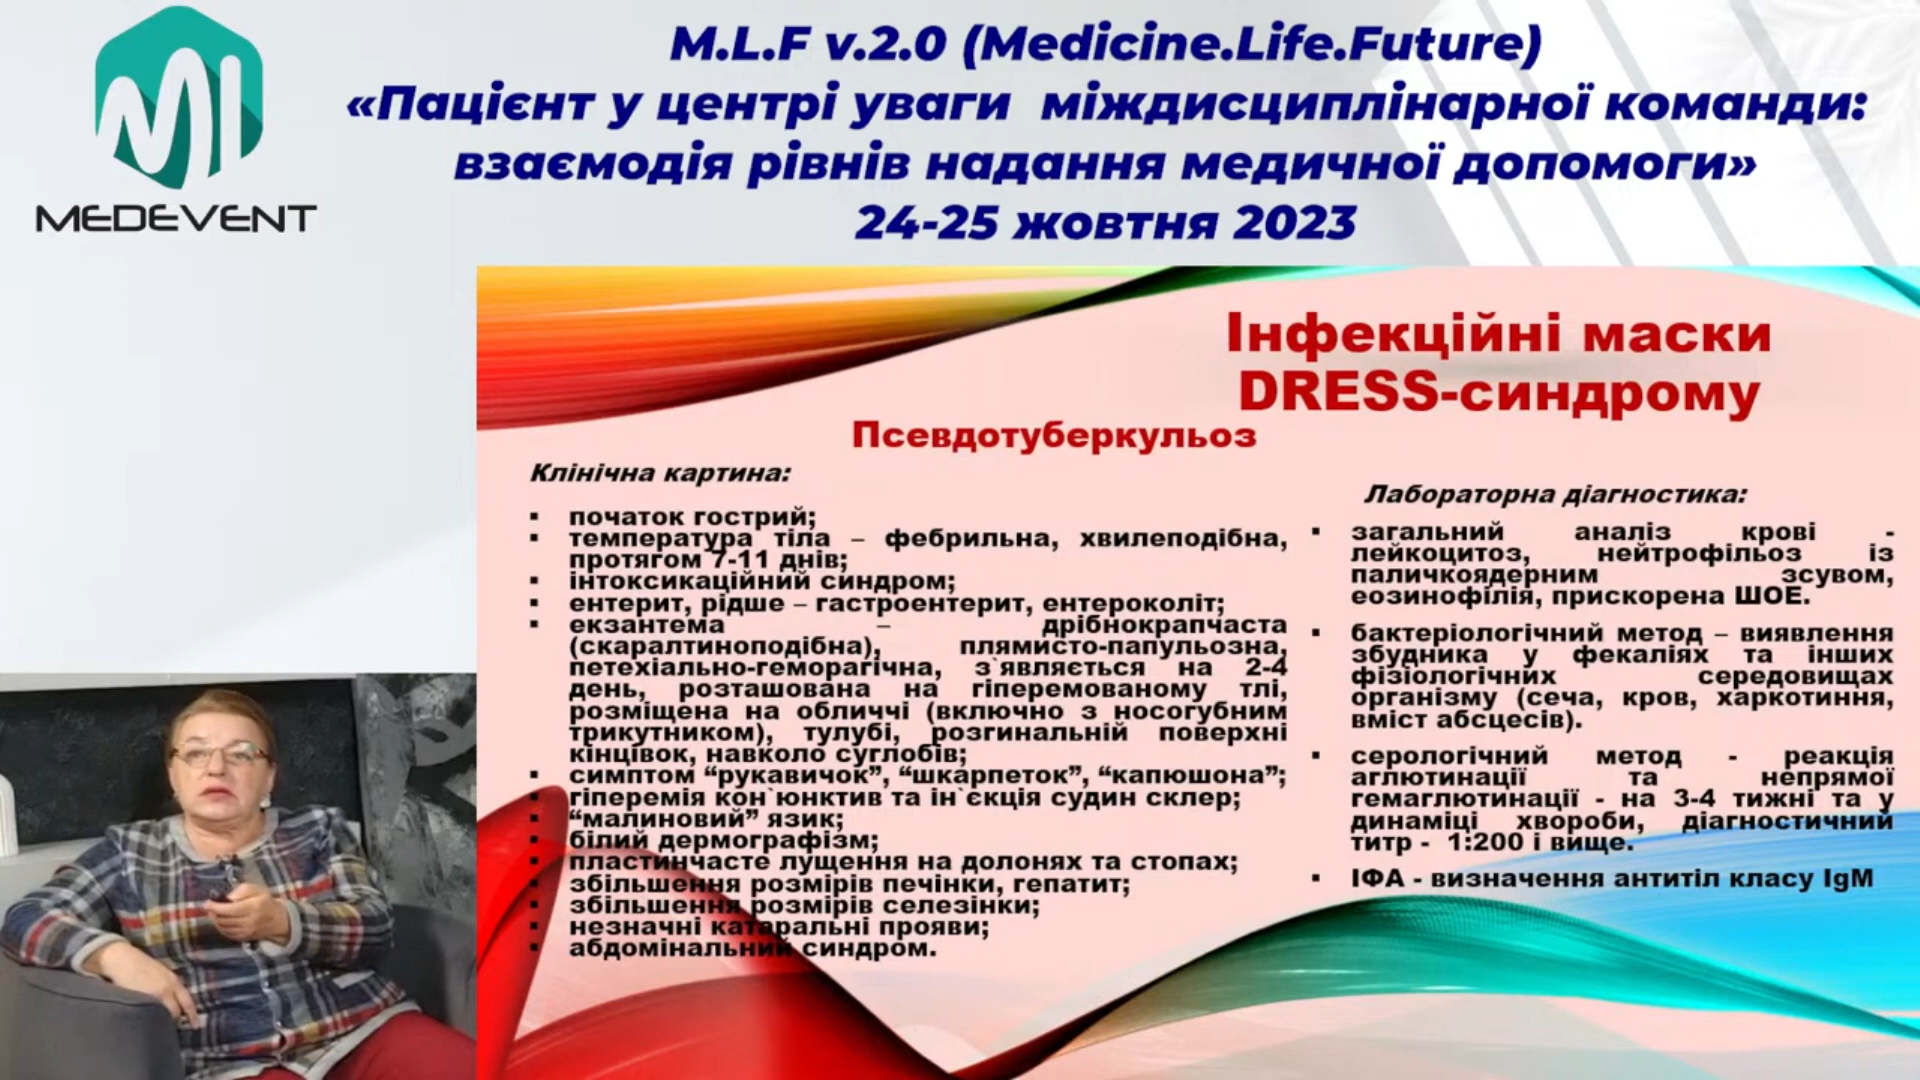 MEDEVENT
M.L.F v.2.0 (Medicine.Life.Future)
«Пацієнт у центрі уваги міждисциплінарної команди:
взаємодія рівнів надання медичної допомоги»
24-25 жовтня 2023
Інфекційні маски
DRESS-синдрому
Псевдотуберкульоз
Клінічна картина:
▪ початок гострий;
▪ температура тіла – фебрильна, хвилеподібна,
протягом 7-11 днів;
▪ інтоксикаційний синдром;
▪ ентерит, рідше – гастроентерит, ентероколіт;
▪ екзантема – дрібнокрапчаста
(скаралтиноподібна), плямисто-папульозна,
петехіально-геморагічна, з`являється на 2-4
день, розташована на гіперемованому тлі,
розміщена на обличчі (включно з носогубним
трикутником), тулубі, розгинальній поверхні
кінцівок, навколо суглобів;
▪ симптом “рукавичок”, “шкарпеток”, “капюшона”;
▪ гіперемія кон`юнктив та ін`єкція судин склер;
▪ “малиновий” язик;
▪ білий дермографізм;
▪ пластинчасте лущення на долонях та стопах;
▪ збільшення розмірів печінки, гепатит;
▪ збільшення розмірів селезінки;
▪ незначні катаральні прояви;
▪ абдомінальний синдром.
Лабораторна діагностика:
▪ загальний аналіз крові -
лейкоцитоз, нейтрофільоз із
паличкоядерним зсувом,
еозинофілія, прискорена ШОЕ.
▪ бактеріологічний метод – виявлення
збудника у фекаліях та інших
фізіологічних середовищах
організму (сеча, кров, харкотиння,
вміст абсцесів).
▪ серологічний метод - реакція
аглютинації та непрямої
гемаглютинації - на 3-4 тижні та у
динаміці хвороби, діагностичний
титр - 1:200 і вище.
▪ ІФА - визначення антитіл класу IgM